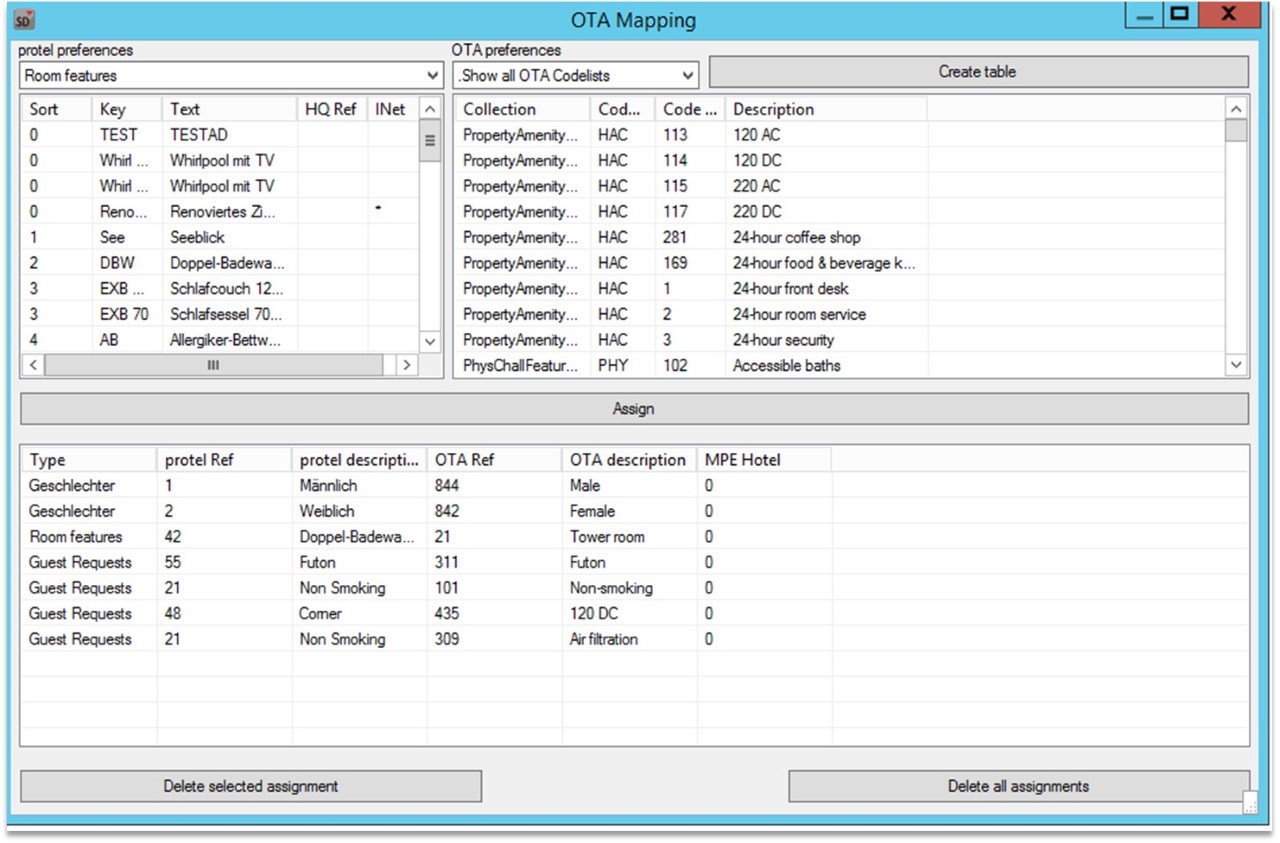 SD OTA Mapping
protel preferences OTA preferences
Room features .Show all OTA Codelists Create table
Sort Key Text HQ Ref INet Collection Cod... Code ... Description
0 TEST TESTAD PropertyAmenity... HAC 113 120 AC
0 Whirl ... Whirlpool mit TV PropertyAmenity... HAC 114 120 DC
0 Whirl ... Whirlpool mit TV PropertyAmenity... HAC 115 220 AC
0 Reno... Renoviertes Zi... * PropertyAmenity... HAC 117 220 DC
1 See Seeblick PropertyAmenity... HAC 281 24-hour coffee shop
2 DBW Doppel-Badewa... PropertyAmenity... HAC 169 24-hour food & beverage k...
3 EXB ... Schlafcouch 12... PropertyAmenity... HAC 1 24-hour front desk
3 EXB 70 Schlafsessel 70... PropertyAmenity... HAC 2 24-hour room service
4 AB Allergiker-Bettw... PropertyAmenity... HAC 3 24-hour security
PhysChallFeatur... PHY 102 Accessible baths
Assign
Type protel Ref protel descripti... OTA Ref OTA description MPE Hotel
Geschlechter 1 Männlich 844 Male 0
Geschlechter 2 Weiblich 842 Female 0
Room features 42 Doppel-Badewa... 21 Tower room 0
Guest Requests 55 Futon 311 Futon 0
Guest Requests 21 Non Smoking 101 Non-smoking 0
Guest Requests 48 Corner 435 120 DC 0
Guest Requests 21 Non Smoking 309 Air filtration 0
Delete selected assignment Delete all assignments